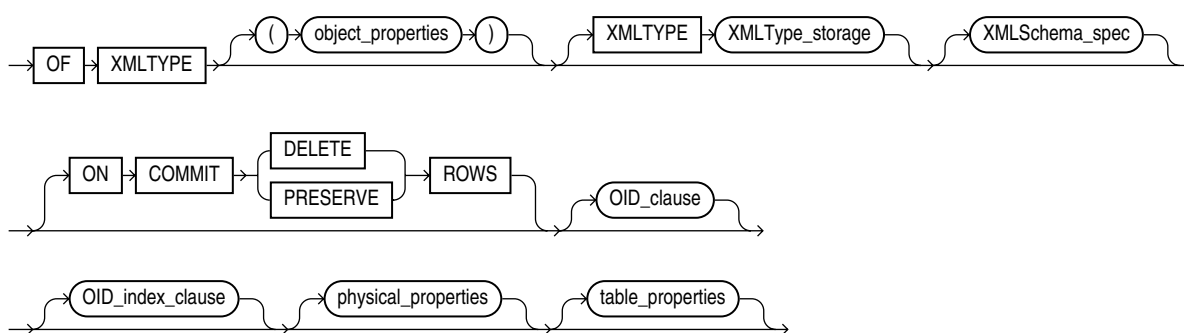 OF XMLTYPE ( object_properties ) XMLTYPE XMLType_storage XMLSchema_spec
ON COMMIT DELETE PRESERVE ROWS OID_clause
OID_index_clause physical_properties table_properties